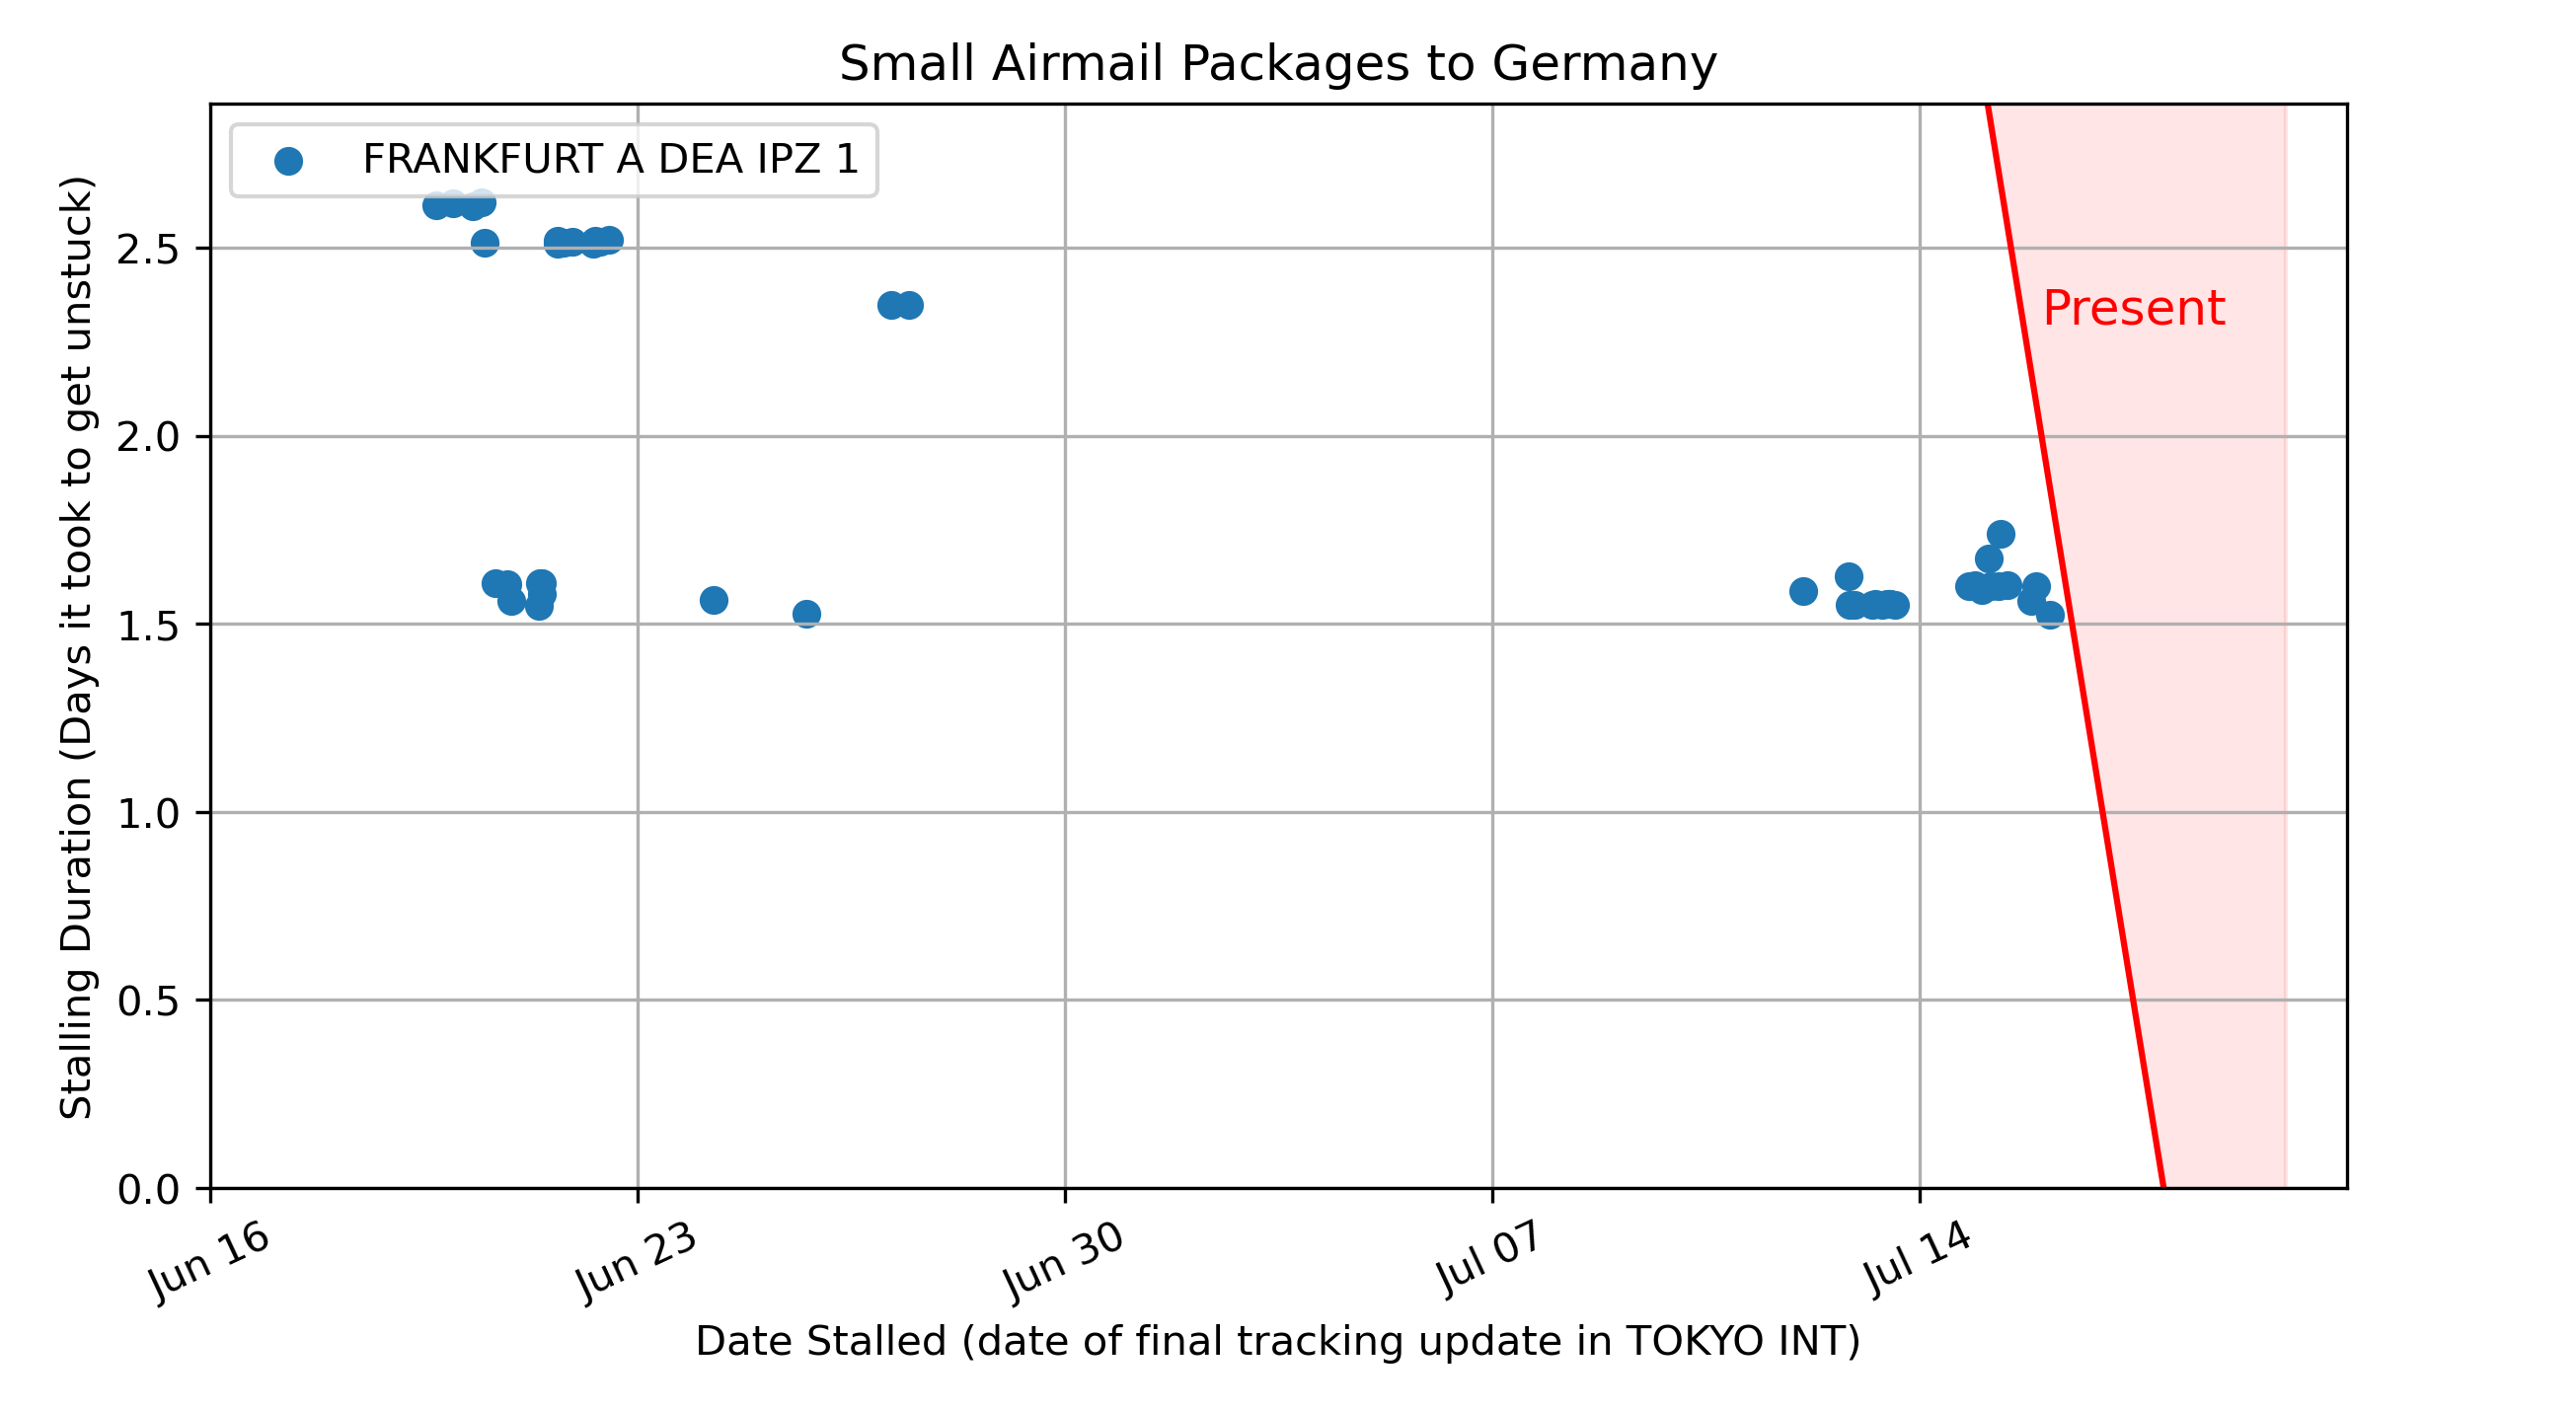 Small Airmail Packages to Germany
FRANKFURT A DEA IPZ 1
Present
Stalling Duration (Days it took to get unstuck)
2.5
2.0
1.5
1.0
0.5
0.0
Jun 16
Jun 23
Jun 30
Jul 07
Jul 14
Date Stalled (date of final tracking update in TOKYO INT)